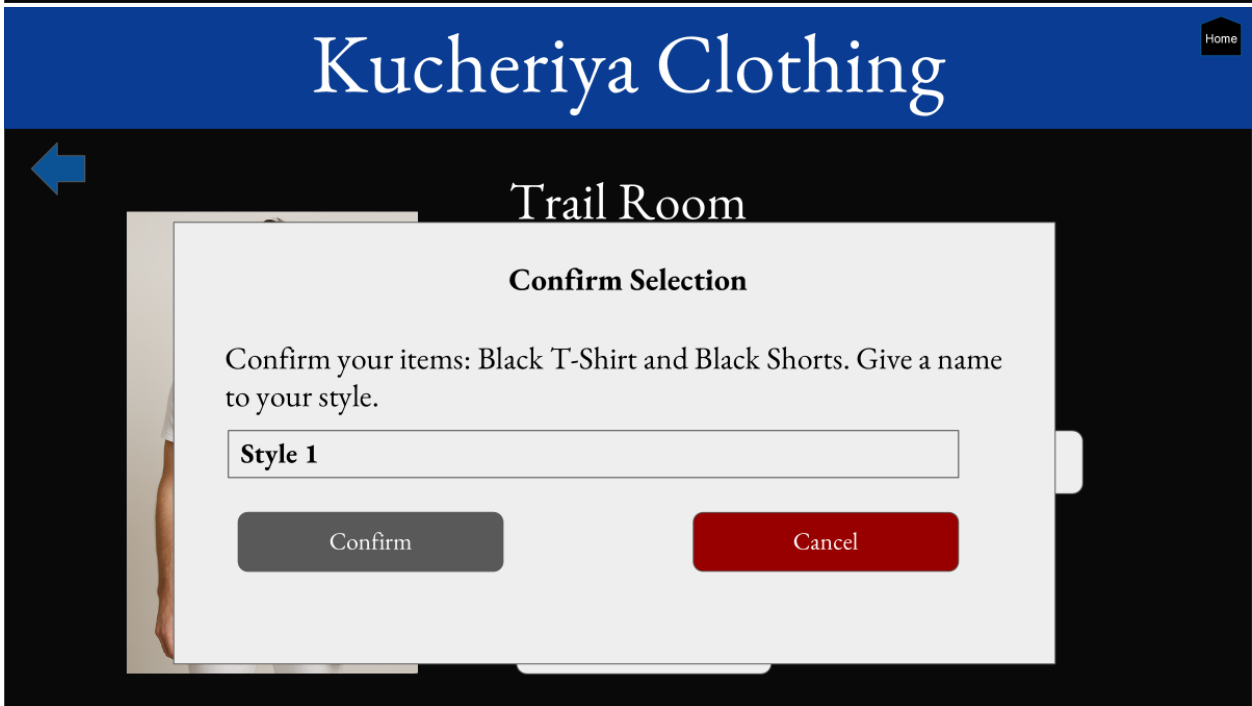 Kucheriya Clothing
Home
Trail Room
Confirm Selection
Confirm your items: Black T-Shirt and Black Shorts. Give a name
to your style.
Style 1
Confirm
Cancel